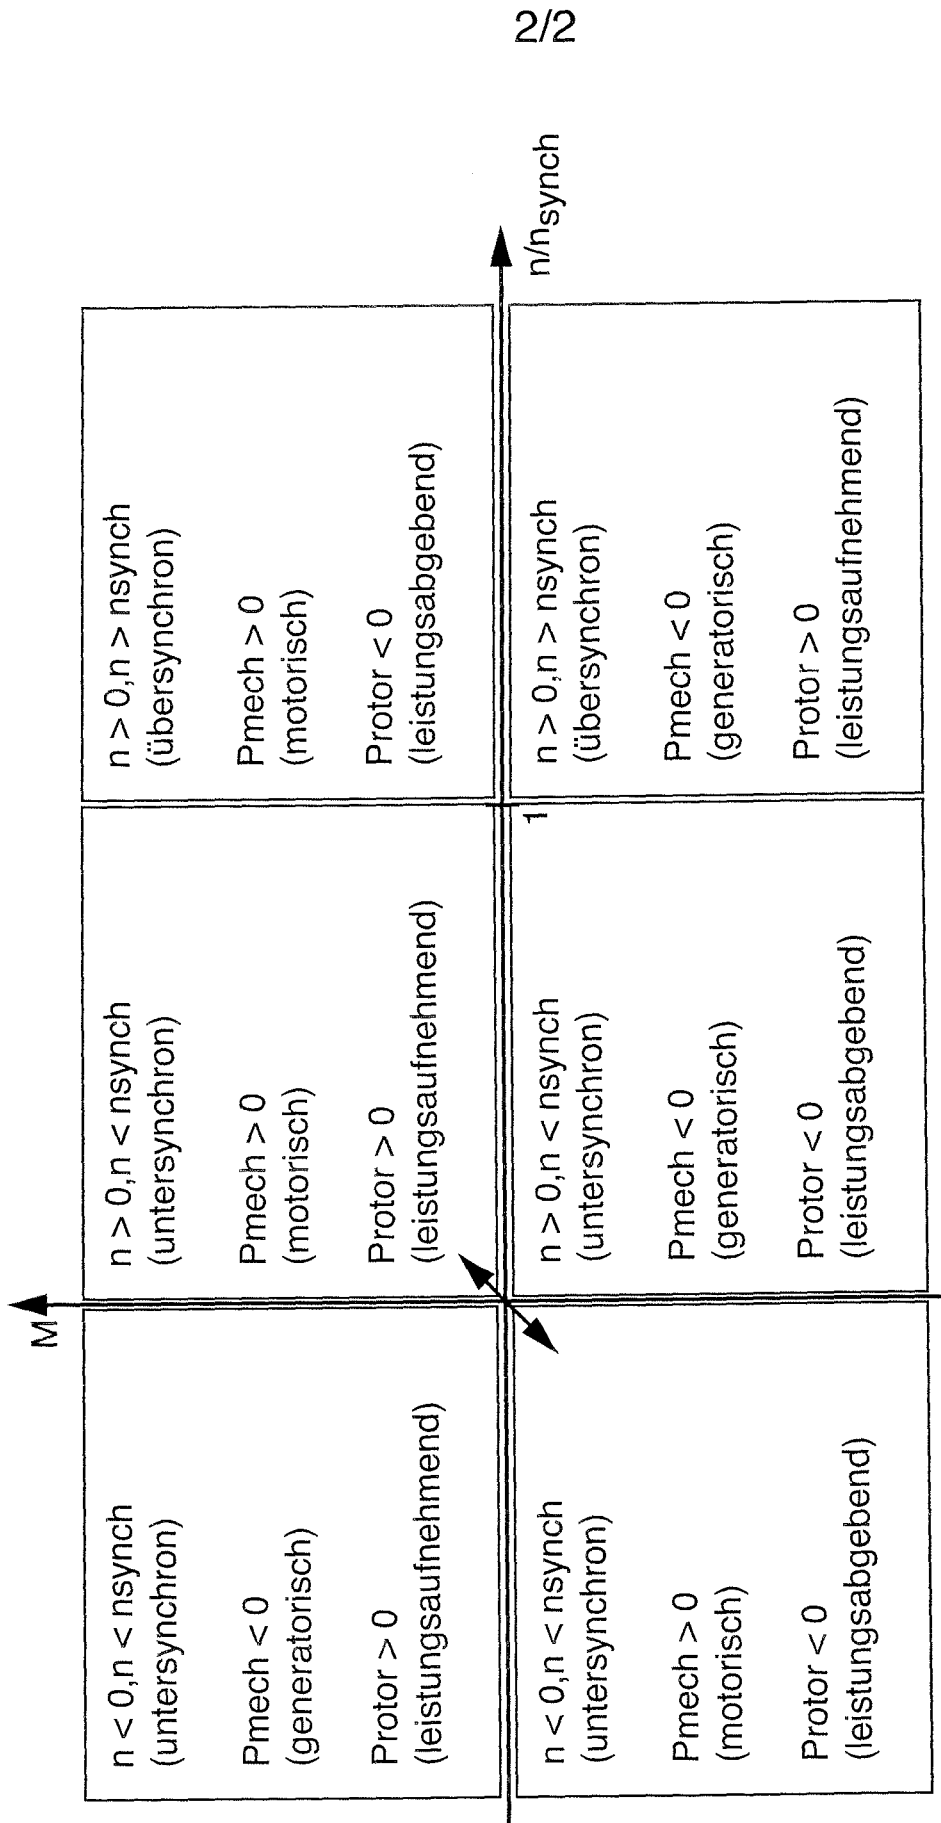 2/2
M
n < 0,n < nsynch
(untersynchron)
Pmech < 0
(generatorisch)
Protor > 0
(leistungsaufnehmend)
n > 0,n < nsynch
(untersynchron)
Pmech > 0
(motorisch)
Protor > 0
(leistungsaufnehmend)
n > 0,n > nsynch
(übersynchron)
Pmech > 0
(motorisch)
Protor < 0
(leistungsabgebend)
n/nsynch
1
n < 0,n < nsynch
(untersynchron)
Pmech > 0
(motorisch)
Protor < 0
(leistungsabgebend)
n > 0,n < nsynch
(untersynchron)
Pmech < 0
(generatorisch)
Protor < 0
(leistungsabgebend)
n > 0,n > nsynch
(übersynchron)
Pmech < 0
(generatorisch)
Protor > 0
(leistungsaufnehmend)